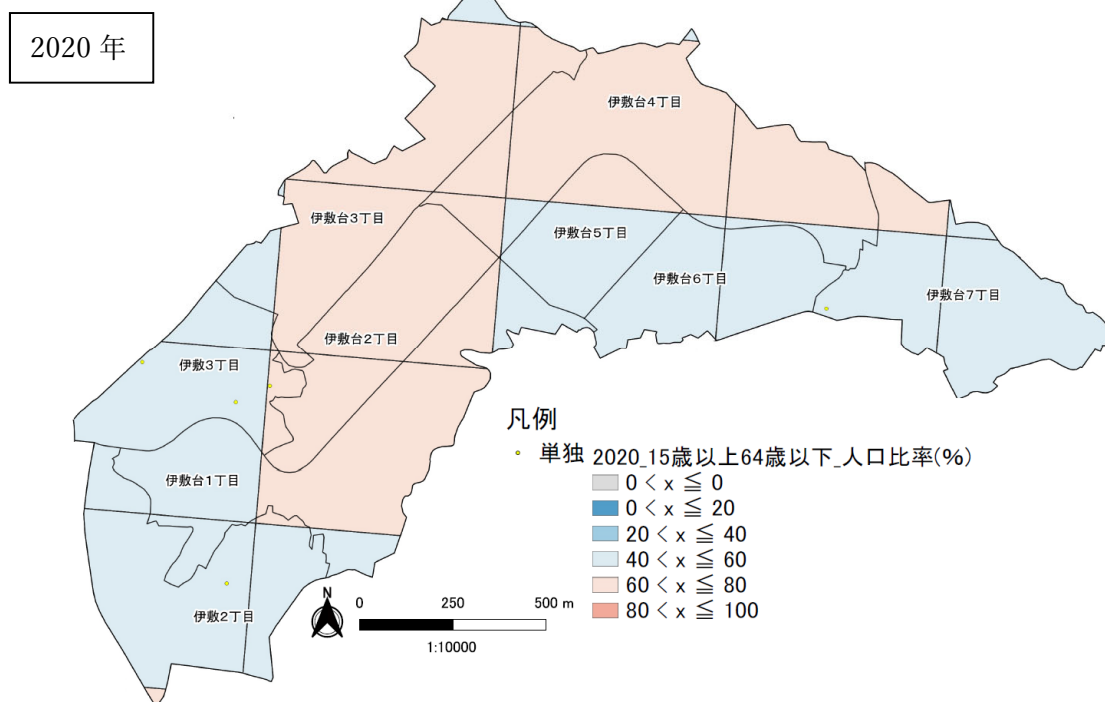 2020 年
伊敷台4丁目
伊敷台3丁目
伊敷台5丁目
伊敷台6丁目
伊敷台7丁目
伊敷台2丁目
伊敷3丁目
伊敷台1丁目
伊敷2丁目
凡例
単独
2020_15歳以上64歳以下_人口比率(%)
0 < x ≦ 0
0 < x ≦ 20
20 < x ≦ 40
40 < x ≦ 60
60 < x ≦ 80
80 < x ≦ 100
N
0 250 500 m
1:10000